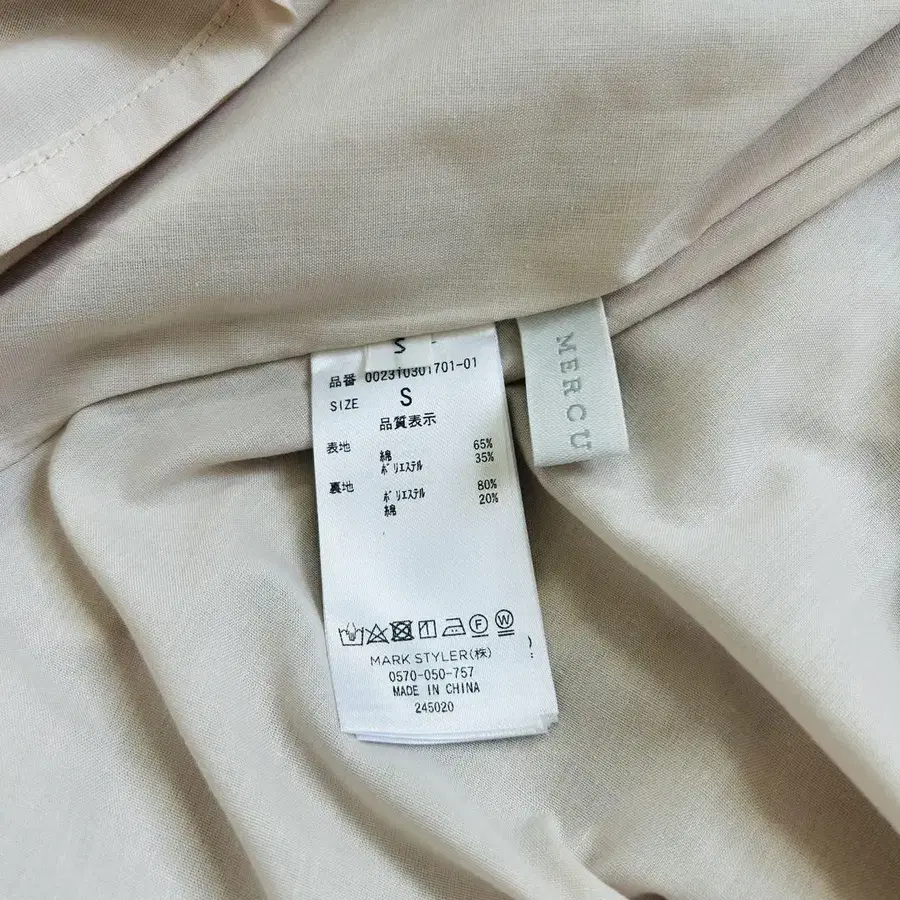 S
品番 002310301701-01
SIZE S
品質表示
表地 綿 65%
ポリエステル 35%
裏地 ポリエステル 80%
綿 20%
F W
MARK STYLER(株)
0570-050-757
MADE IN CHINA
245020
MERCU